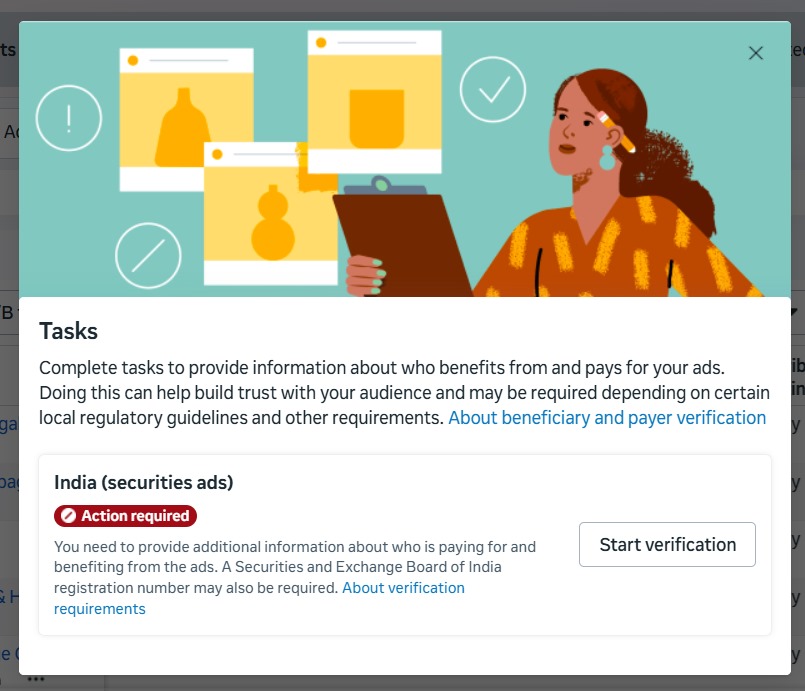 ts
Ac
/B
ga
pag
& H
e C
Tasks
Complete tasks to provide information about who benefits from and pays for your ads.
Doing this can help build trust with your audience and may be required depending on certain
local regulatory guidelines and other requirements. About beneficiary and payer verification
India (securities ads)
Action required
You need to provide additional information about who is paying for and
benefiting from the ads. A Securities and Exchange Board of India
registration number may also be required. About verification
requirements
Start verification